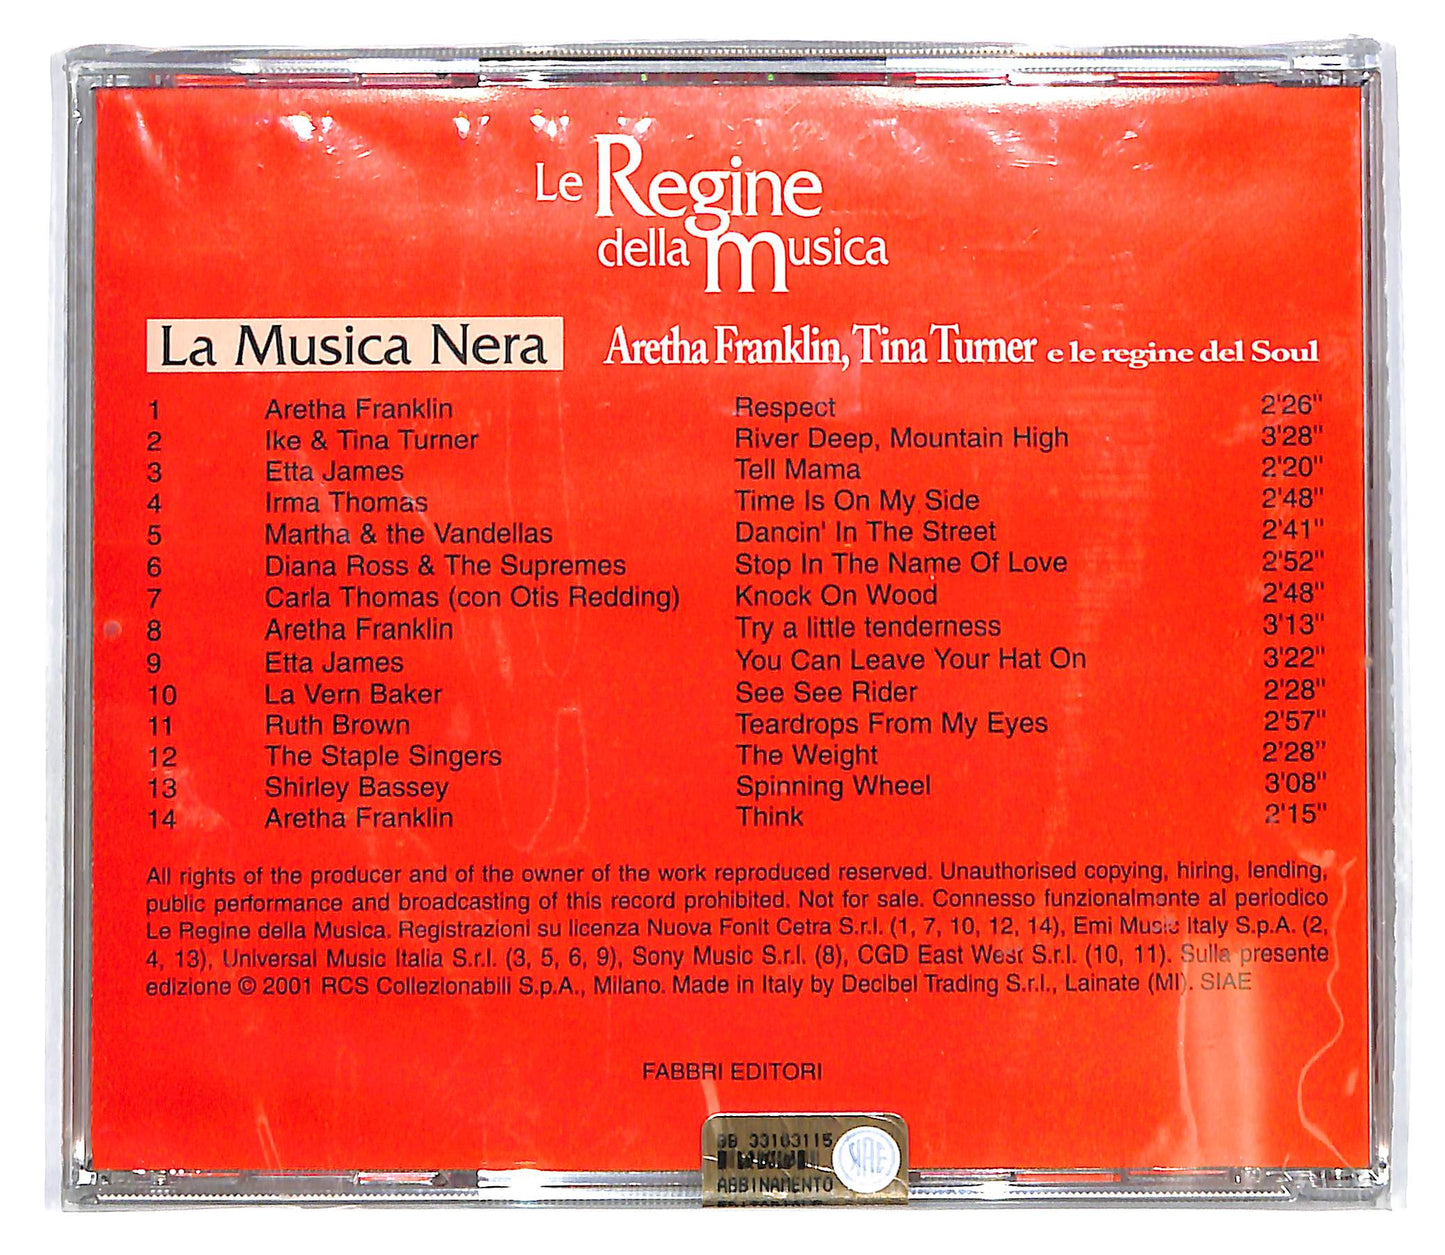 Le Regine
della musica
La Musica Nera Aretha Franklin, Tina Turner e le regine del Soul
1 Aretha Franklin Respect 2'26"
2 Ike & Tina Turner River Deep, Mountain High 3'28"
3 Etta James Tell Mama 2'20"
4 Irma Thomas Time Is On My Side 2'48"
5 Martha & the Vandellas Dancin' In The Street 2'41"
6 Diana Ross & The Supremes Stop In The Name Of Love 2'52"
7 Carla Thomas (con Otis Redding) Knock On Wood 2'48"
8 Aretha Franklin Try a little tenderness 3'13"
9 Etta James You Can Leave Your Hat On 3'22"
10 La Vern Baker See See Rider 2'28"
11 Ruth Brown Teardrops From My Eyes 2'57"
12 The Staple Singers The Weight 2'28"
13 Shirley Bassey Spinning Wheel 3'08"
14 Aretha Franklin Think 2'15"
All rights of the producer and of the owner of the work reproduced reserved. Unauthorised copying, hiring, lending,
public performance and broadcasting of this record prohibited. Not for sale. Connesso funzionalmonte al periodico
Le Regine della Musica. Registrazioni su licenza Nuova Fonit Cetra S.r.l. (1, 7, 10, 12, 14), Emi Music Italy S.p.A. (2,
4, 13), Universal Music Italia S.r.l. (3, 5, 6, 9), Sony Music S.r.l. (8), CGD East West S.r.l. (10, 11). Sulla presente
edizione © 2001 RCS Collezionabili S.p.A., Milano. Made in Italy by Decibel Trading S.r.l., Lainate (MI). SIAE
FABBRI EDITORI
BB 33163115
SIAE
ABBINAMENTO